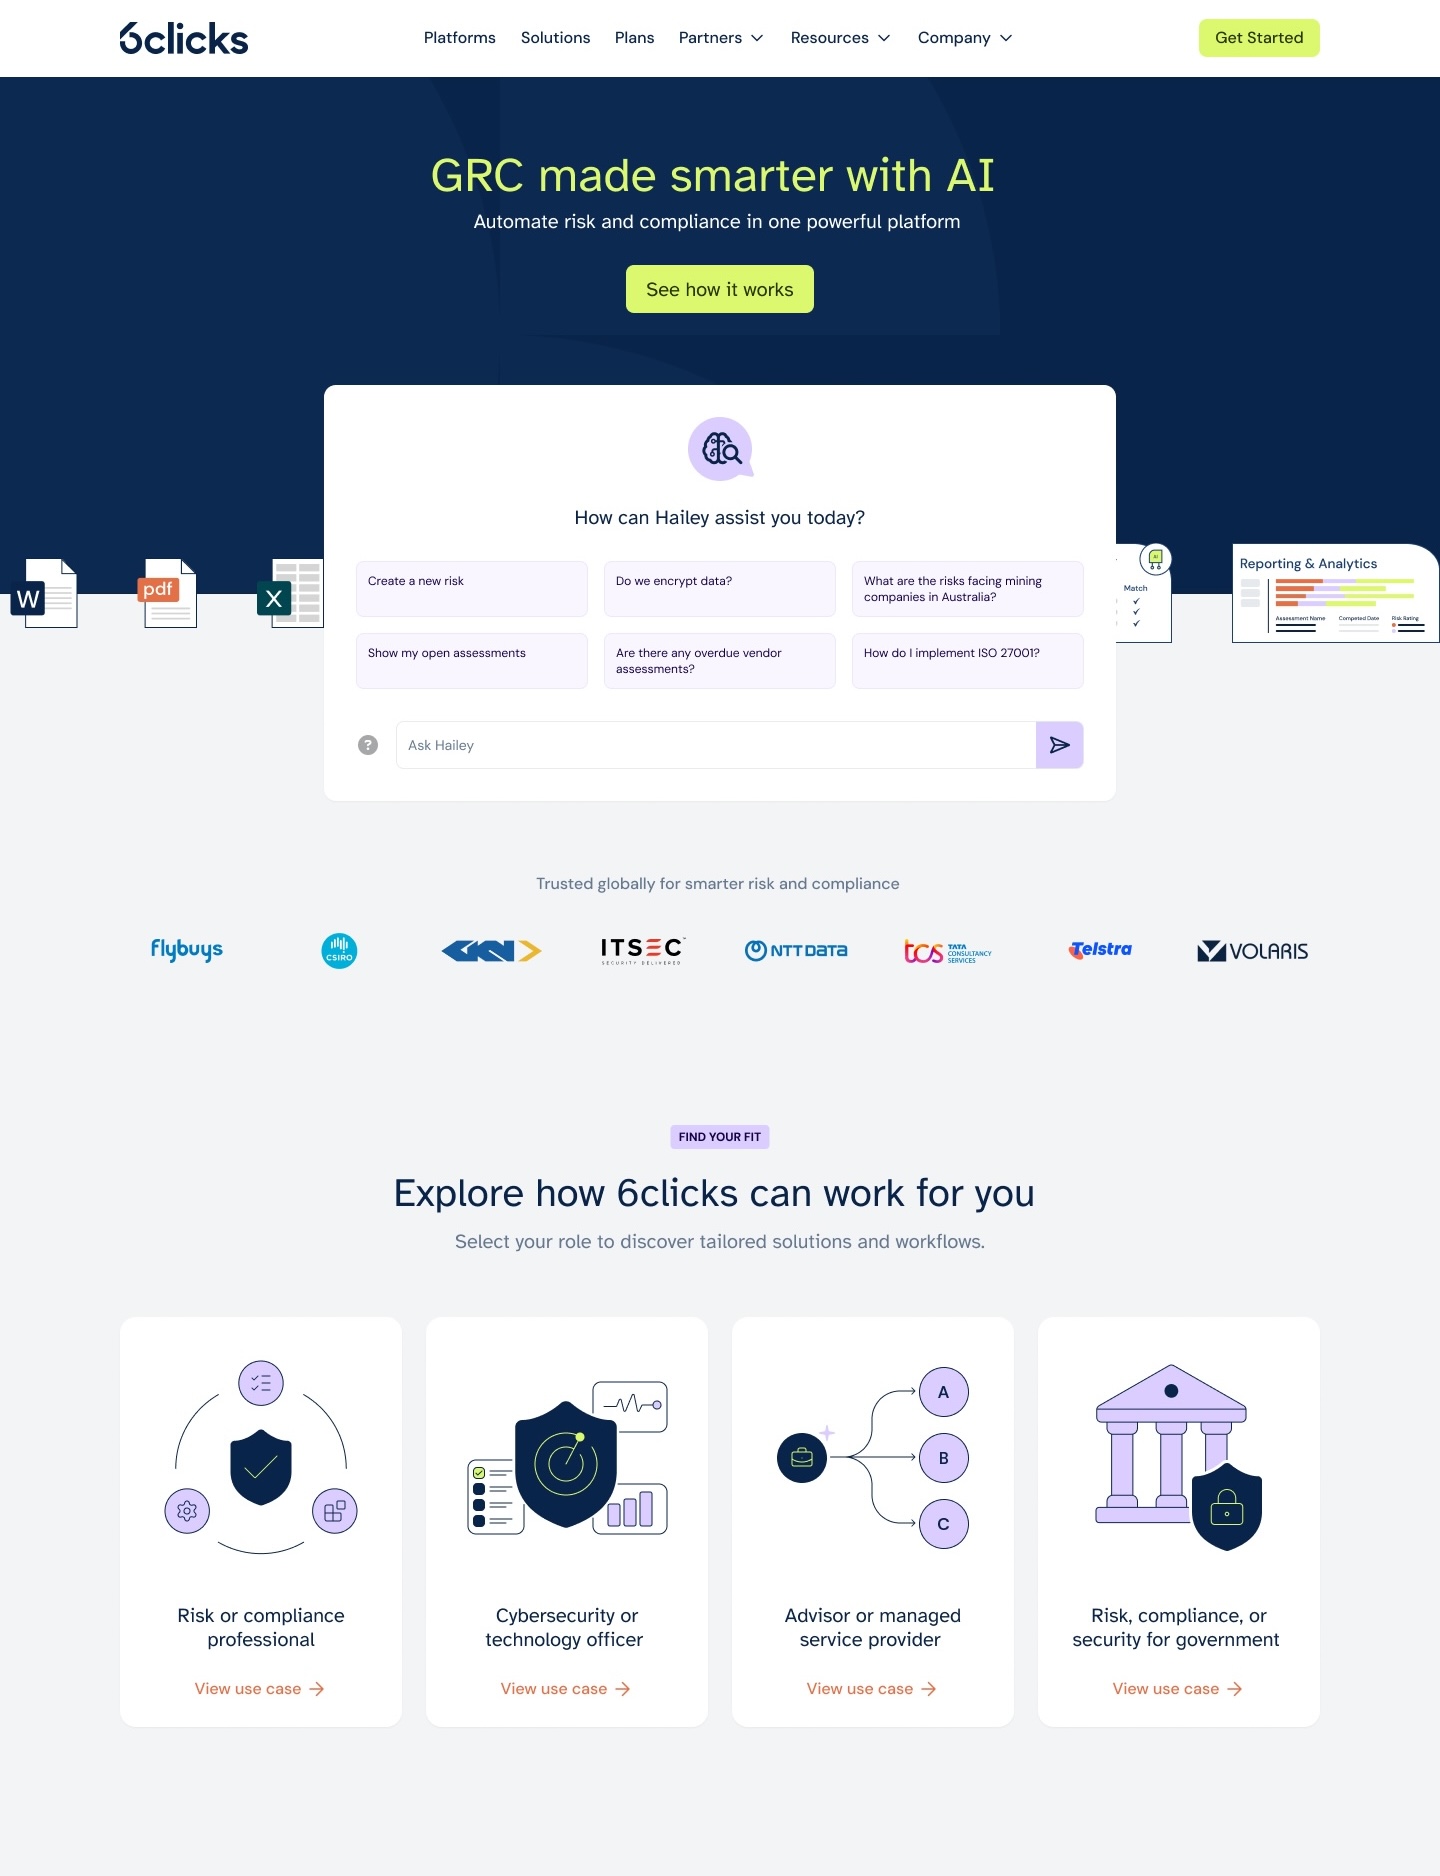 6clicks
Platforms
Solutions
Plans
Partners
Resources
Company
Get Started
GRC made smarter with AI
Automate risk and compliance in one powerful platform
See how it works
How can Hailey assist you today?
Create a new risk
Do we encrypt data?
What are the risks facing mining
companies in Australia?
Show my open assessments
Are there any overdue vendor
assessments?
How do I implement ISO 27001?
? Ask Hailey
W
pdf
X
AI
Match
Reporting & Analytics
Assessment Name
Competed Date
Risk Rating
Trusted globally for smarter risk and compliance
flybuys
CSIRO
GKN
ITSEC
SECURITY DELIVERED
NTT DATA
tcs
TATA
CONSULTANCY
SERVICES
Telstra
VOLARIS
FIND YOUR FIT
Explore how 6clicks can work for you
Select your role to discover tailored solutions and workflows.
Risk or compliance
professional
View use case
Cybersecurity or
technology officer
View use case
A
B
C
Advisor or managed
service provider
View use case
Risk, compliance, or
security for government
View use case